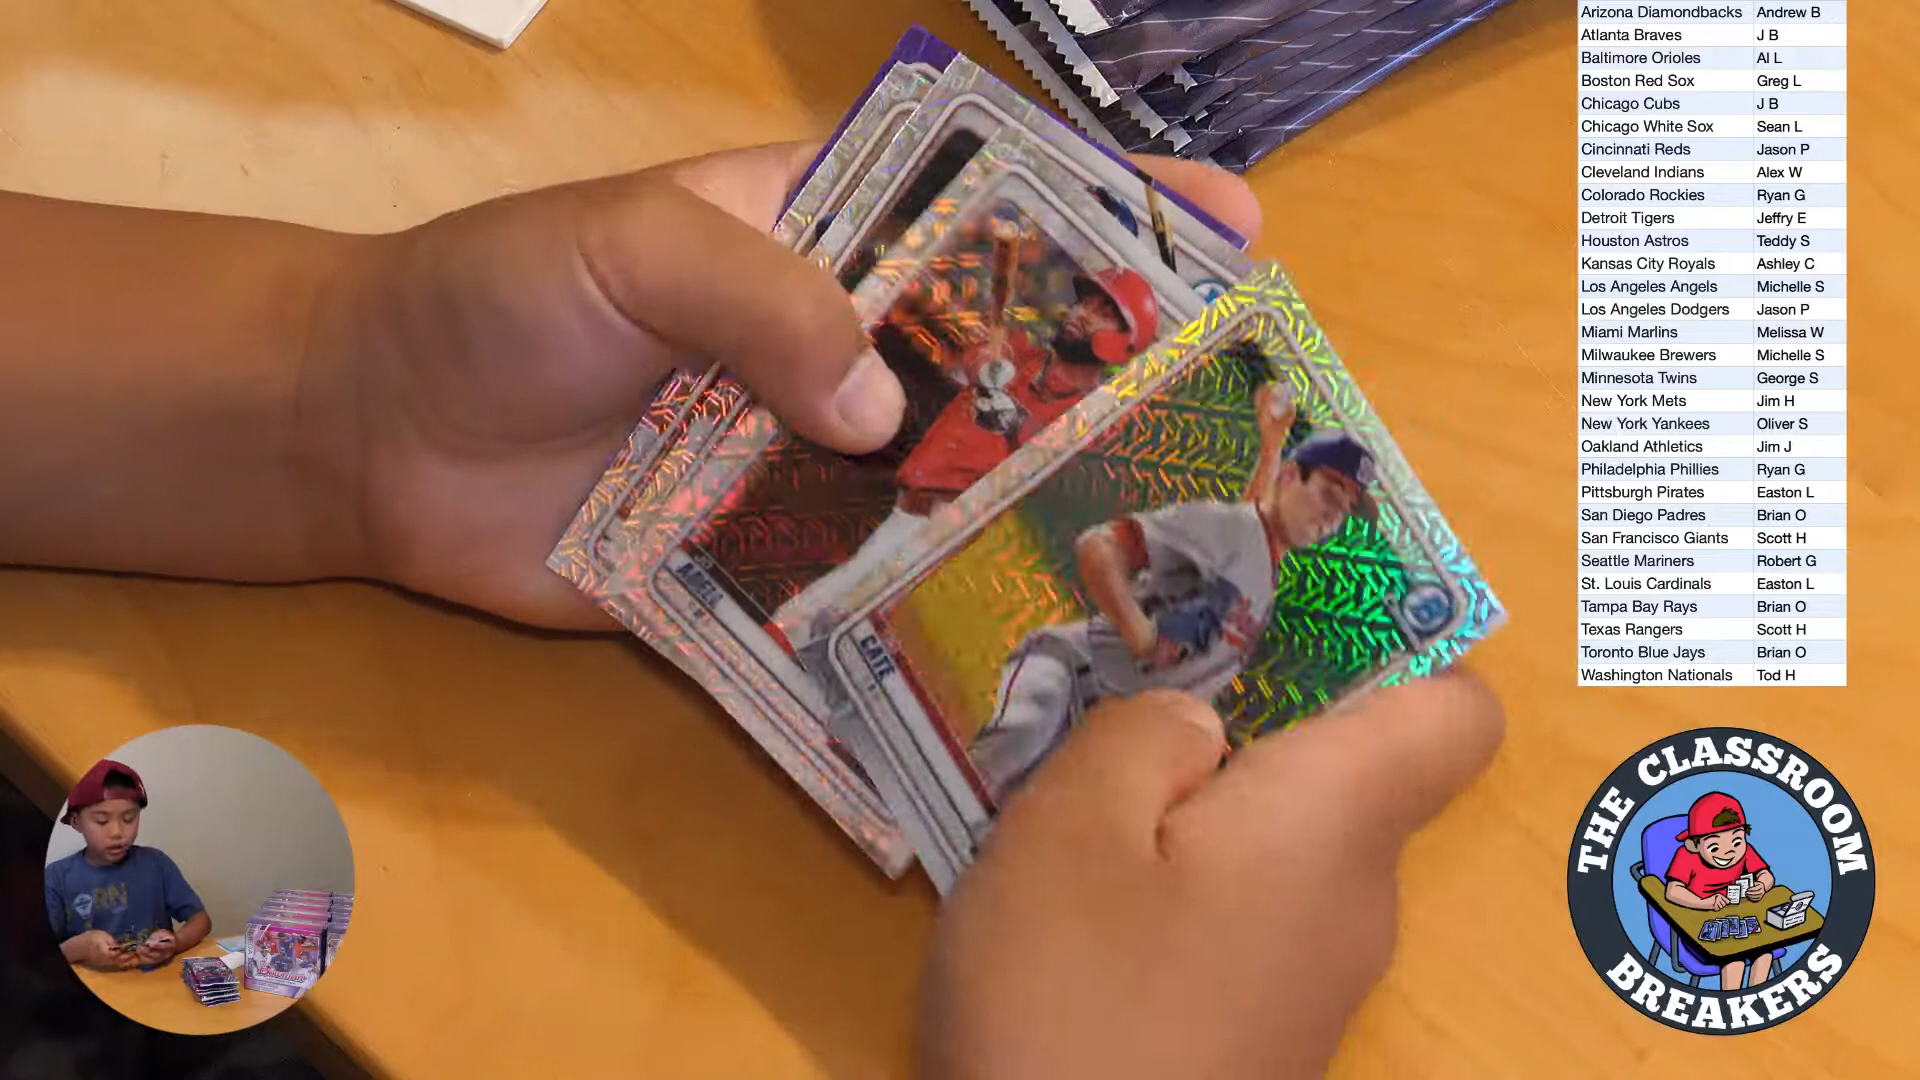 Arizona Diamondbacks Andrew B
Atlanta Braves J B
Baltimore Orioles Al L
Boston Red Sox Greg L
Chicago Cubs J B
Chicago White Sox Sean L
Cincinnati Reds Jason P
Cleveland Indians Alex W
Colorado Rockies Ryan G
Detroit Tigers Jeffry E
Houston Astros Teddy S
Kansas City Royals Ashley C
Los Angeles Angels Michelle S
Los Angeles Dodgers Jason P
Miami Marlins Melissa W
Milwaukee Brewers Michelle S
Minnesota Twins George S
New York Mets Jim H
New York Yankees Oliver S
Oakland Athletics Jim J
Philadelphia Phillies Ryan G
Pittsburgh Pirates Easton L
San Diego Padres Brian O
San Francisco Giants Scott H
Seattle Mariners Robert G
St. Louis Cardinals Easton L
Tampa Bay Rays Brian O
Texas Rangers Scott H
Toronto Blue Jays Brian O
Washington Nationals Tod H
ADELL
CATE
Bowman
THE CLASSROOM
BREAKERS